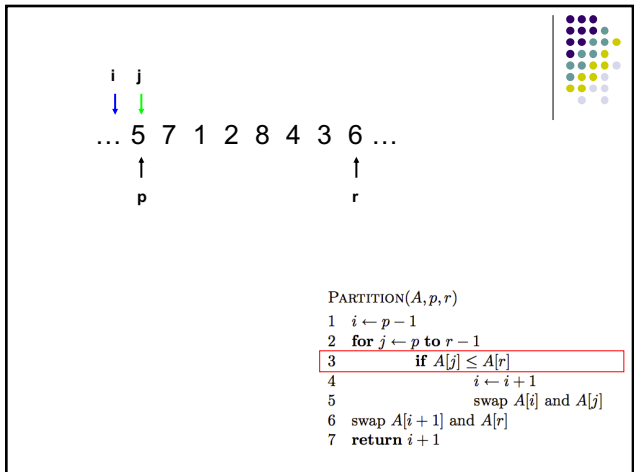 i j
... 5 7 1 2 8 4 3 6 ...
p r
PARTITION(A, p, r)
1 i ← p − 1
2 for j ← p to r − 1
3 if A[j] ≤ A[r]
4 i ← i + 1
5 swap A[i] and A[j]
6 swap A[i + 1] and A[r]
7 return i + 1